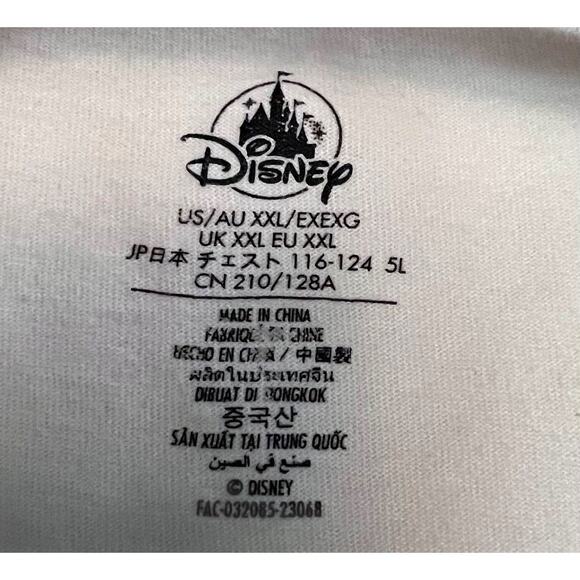 Disney
US/AU XXL/EXEXG
UK XXL EU XXL
JP日本 チェスト 116-124 5L
CN 210/128A
MADE IN CHINA
FABRIQUÉ EN CHINE
HECHO EN CHINA / 中國製
ผลิตในประเทศจีน
DIBUAT DI TIONGKOK
중국산
SẢN XUẤT TẠI TRUNG QUỐC
صنع في الصين
© DISNEY
FAC-032085-23068